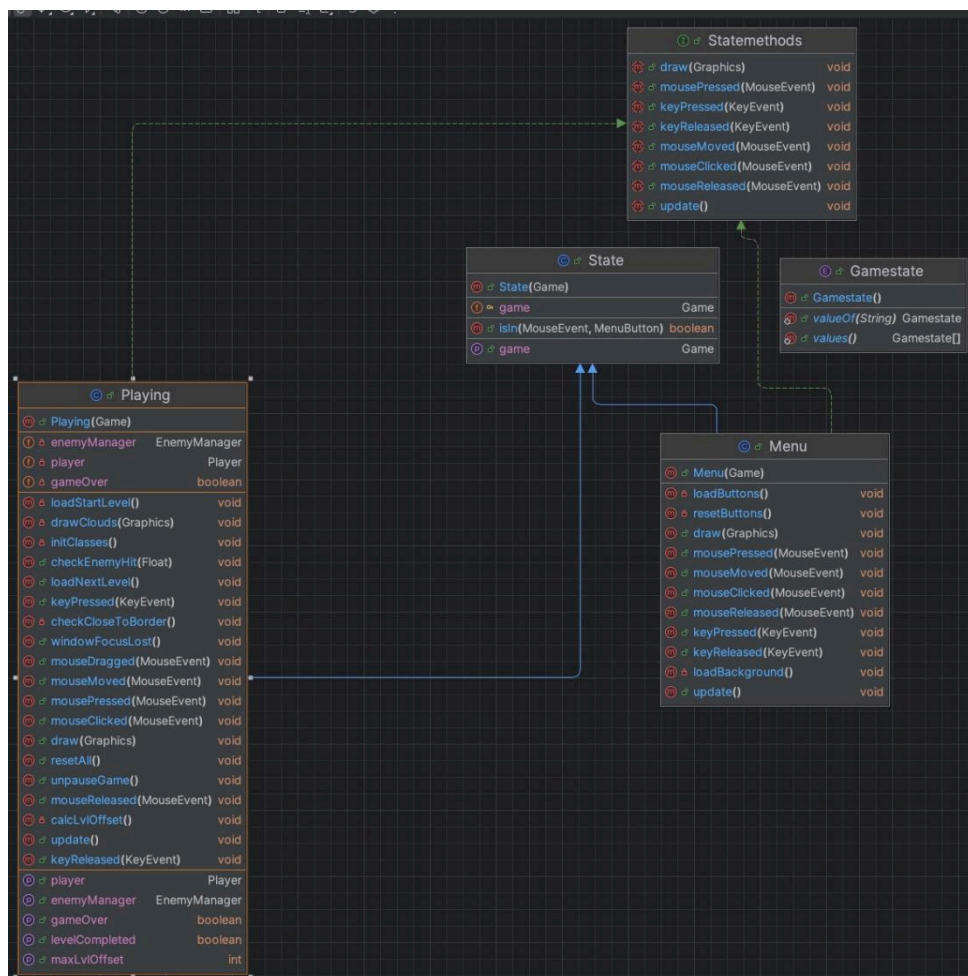 Statemethods
draw(Graphics) void
mousePressed(MouseEvent) void
keyPressed(KeyEvent) void
keyReleased(KeyEvent) void
mouseMoved(MouseEvent) void
mouseClicked(MouseEvent) void
mouseReleased(MouseEvent) void
update() void
State
State(Game)
game Game
isIn(MouseEvent, MenuButton) boolean
game Game
Gamestate
Gamestate()
valueOf(String) Gamestate
values() Gamestate[]
Playing
Playing(Game)
enemyManager EnemyManager
player Player
gameOver boolean
loadStartLevel() void
drawClouds(Graphics) void
initClasses() void
checkEnemyHit(Float) void
loadNextLevel() void
keyPressed(KeyEvent) void
checkCloseToBorder() void
windowFocusLost() void
mouseDragged(MouseEvent) void
mouseMoved(MouseEvent) void
mousePressed(MouseEvent) void
mouseClicked(MouseEvent) void
draw(Graphics) void
resetAll() void
unpauseGame() void
mouseReleased(MouseEvent) void
calcLvlOffset() void
update() void
keyReleased(KeyEvent) void
player Player
enemyManager EnemyManager
gameOver boolean
levelCompleted boolean
maxLvlOffset int
Menu
Menu(Game)
loadButtons() void
resetButtons() void
draw(Graphics) void
mousePressed(MouseEvent) void
mouseMoved(MouseEvent) void
mouseClicked(MouseEvent) void
mouseReleased(MouseEvent) void
keyPressed(KeyEvent) void
keyReleased(KeyEvent) void
loadBackground() void
update() void